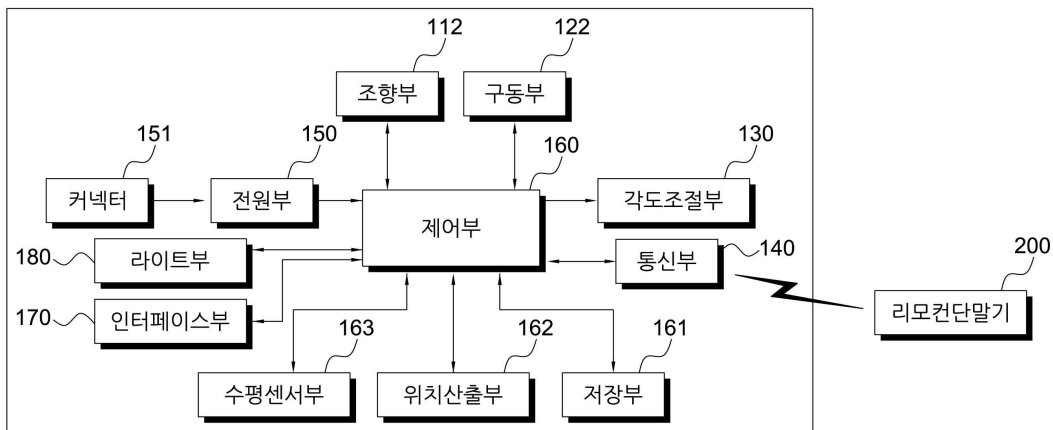 112
122
조향부
구동부
151
150
160
130
커넥터
전원부
제어부
각도조절부
180
라이트부
통신부
140
200
170
인터페이스부
리모컨단말기
163
162
161
수평센서부
위치산출부
저장부